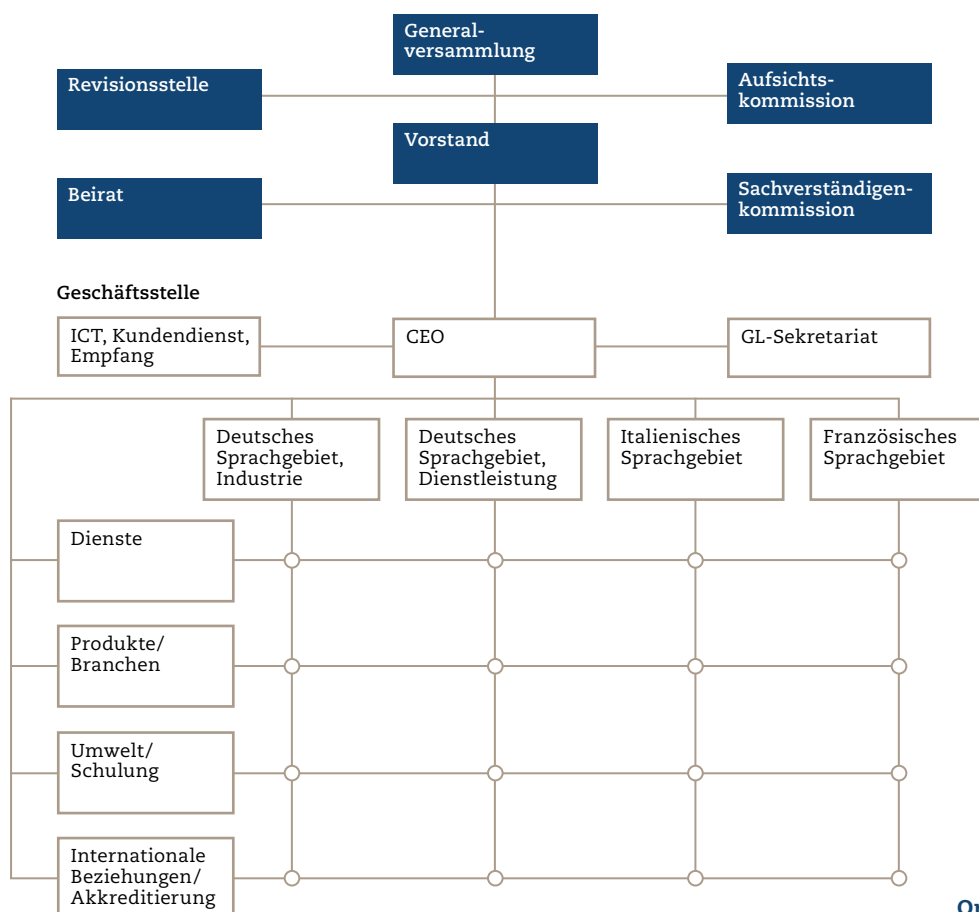 General-
versammlung
Revisionsstelle
Aufsichts-
kommission
Vorstand
Beirat
Sachverständigen-
kommission
Geschäftsstelle
ICT, Kundendienst,
Empfang
CEO
GL-Sekretariat
Deutsches
Sprachgebiet,
Industrie
Deutsches
Sprachgebiet,
Dienstleistung
Italienisches
Sprachgebiet
Französisches
Sprachgebiet
Dienste
Produkte/
Branchen
Umwelt/
Schulung
Internationale
Beziehungen/
Akkreditierung